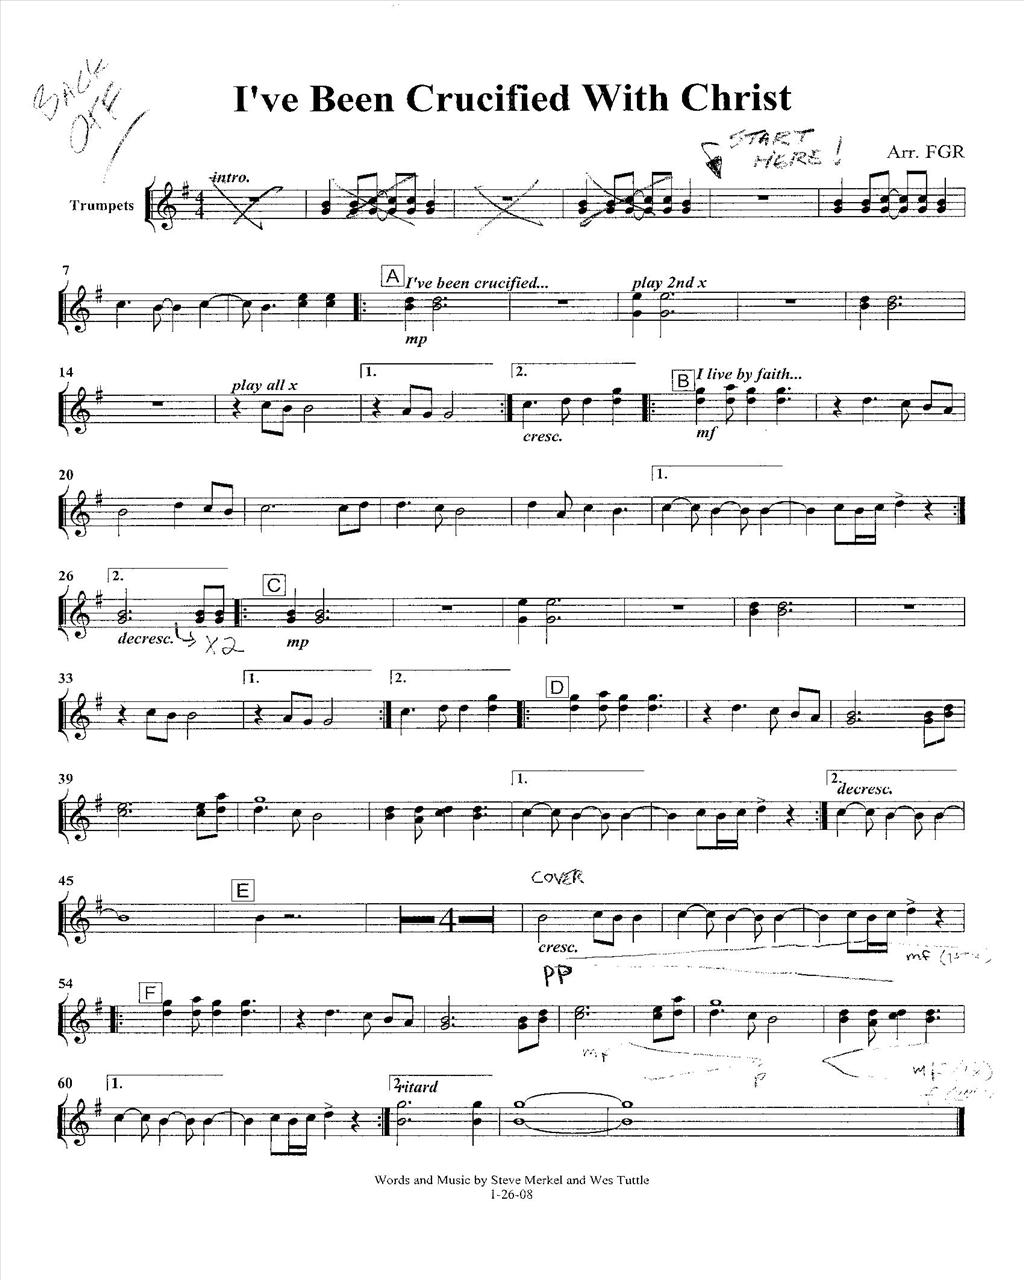 BACK
OFF
I've Been Crucified With Christ
START
HERE!
Arr. FGR
intro.
Trumpets
4
4
7
A
I've been crucified...
play 2nd x
mp
14
play all x
1.
2.
B
I live by faith...
cresc.
mf
20
1.
26
2.
C
decresc.
X2
mp
33
1.
2.
D
39
1.
2.
decresc.
45
E
COVER
4
cresc.
mf
PP
54
F
mf
P
mf
f
60
1.
2.
ritard
Words and Music by Steve Merkel and Wes Tuttle
1-26-08